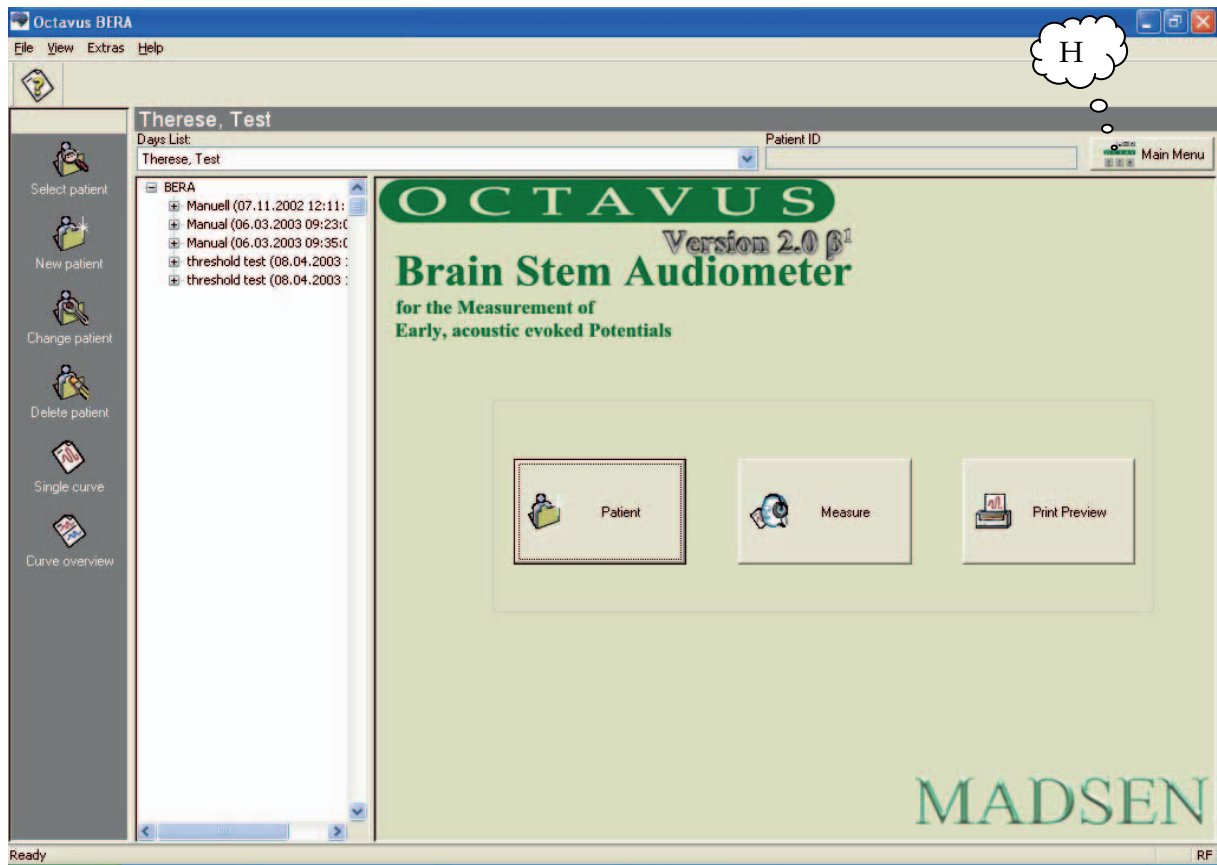 Octavus BERA
File View Extras Help
H
Therese, Test
Days List:
Patient ID
Therese, Test
Main Menu
Select patient
New patient
Change patient
Delete patient
Single curve
Curve overview
BERA
Manuell (07.11.2002 12:11:
Manual (06.03.2003 09:23:0
Manual (06.03.2003 09:35:0
threshold test (08.04.2003 :
threshold test (08.04.2003 :
OCTAVUS
Version 2.0 β¹
Brain Stem Audiometer
for the Measurement of
Early, acoustic evoked Potentials
Patient
Measure
Print Preview
MADSEN
Ready
RF